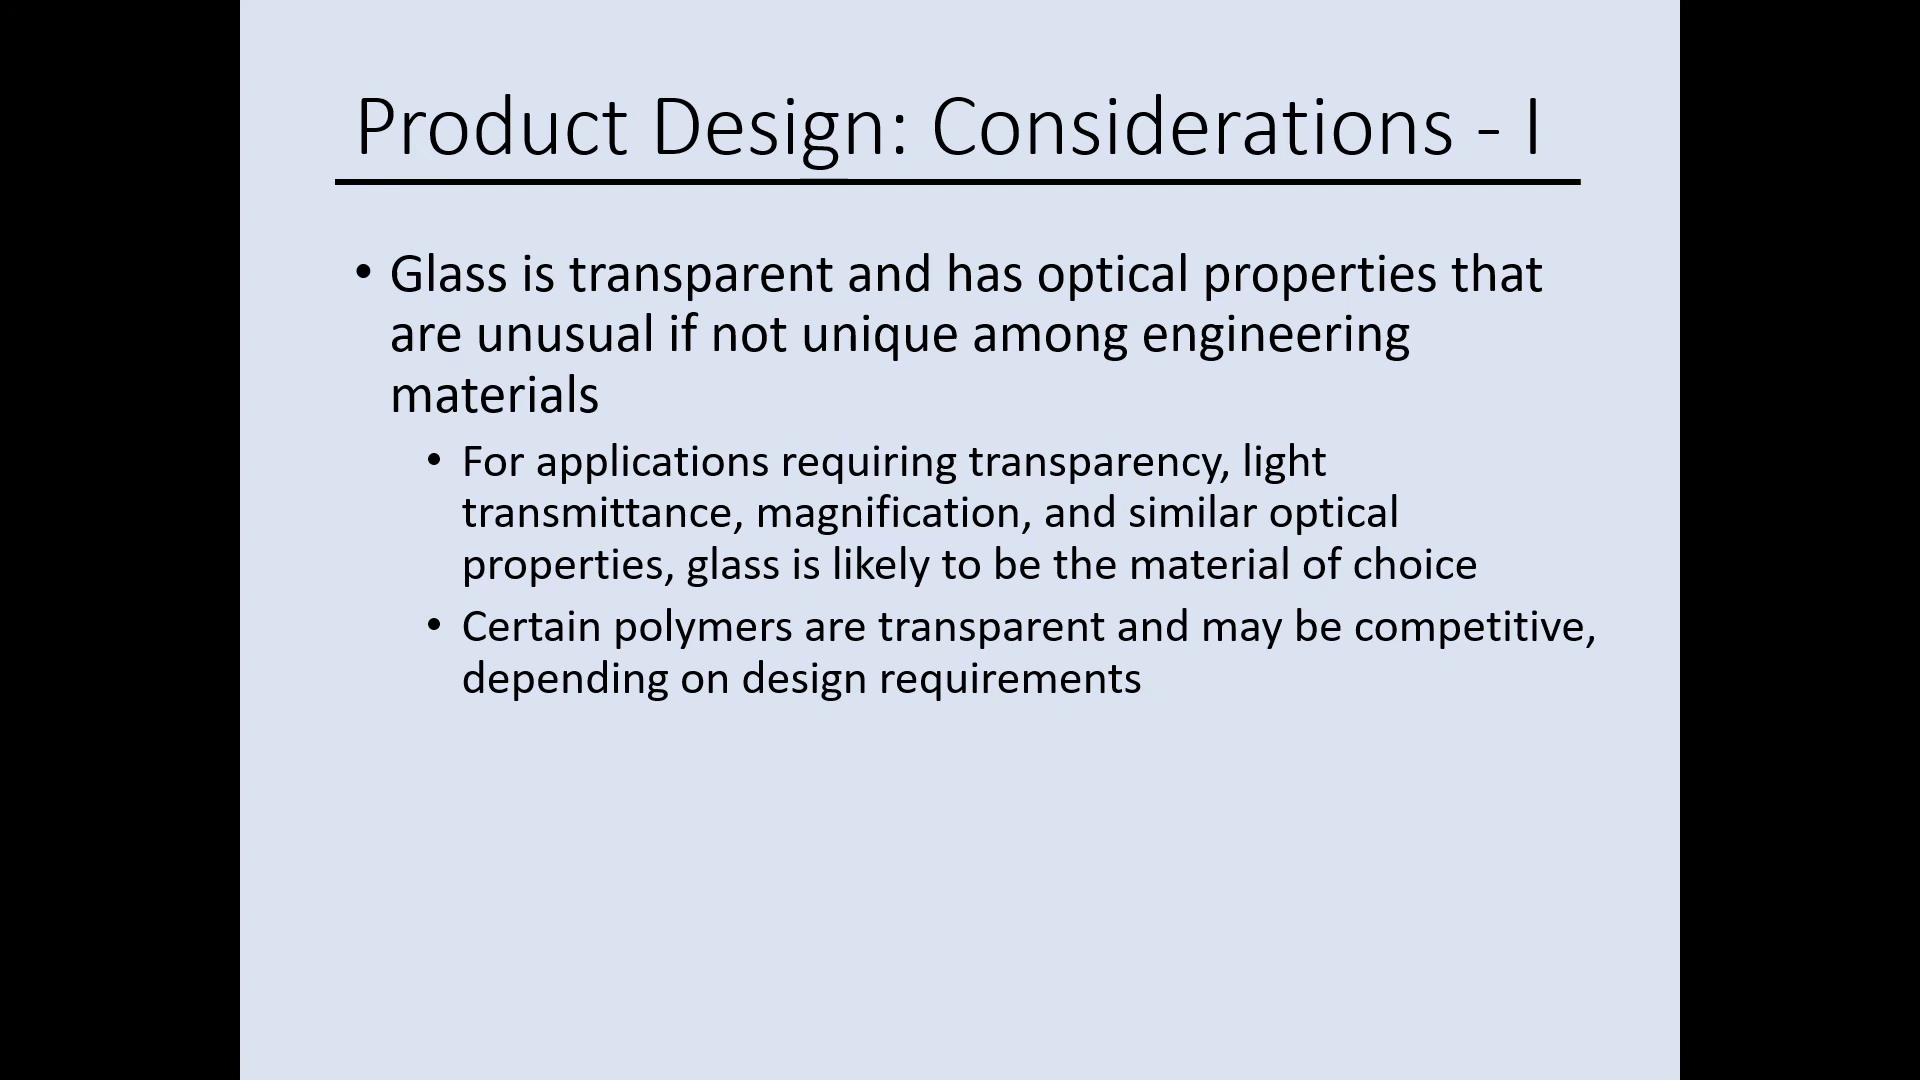 Product Design: Considerations - I
• Glass is transparent and has optical properties that
are unusual if not unique among engineering
materials
• For applications requiring transparency, light
transmittance, magnification, and similar optical
properties, glass is likely to be the material of choice
• Certain polymers are transparent and may be competitive,
depending on design requirements